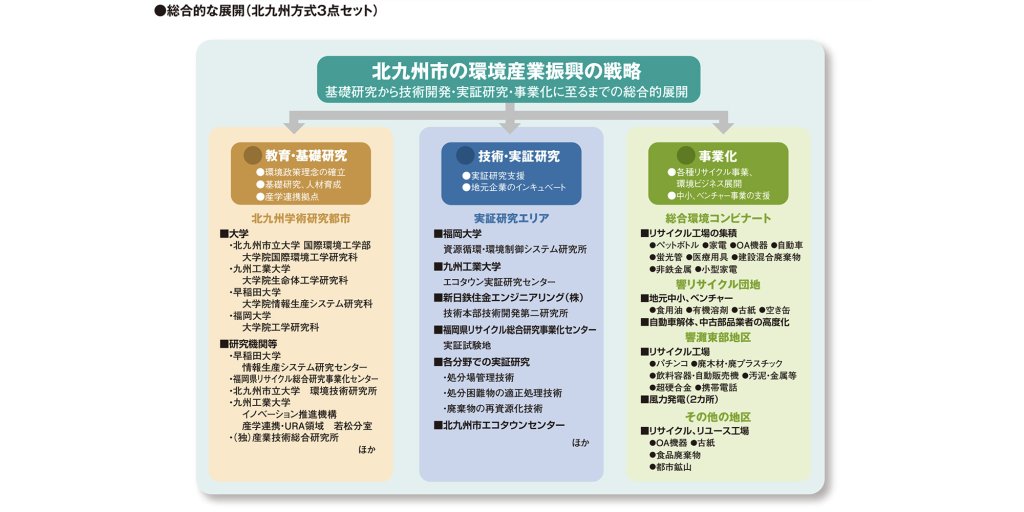 ●総合的な展開（北九州方式3点セット）
北九州市の環境産業振興の戦略
基礎研究から技術開発・実証研究・事業化に至るまでの総合的展開
教育・基礎研究
●環境政策理念の確立
●基礎研究、人材育成
●産学連携拠点
北九州学術研究都市
■大学
・北九州市立大学 国際環境工学部
大学院国際環境工学研究科
・九州工業大学
大学院生命体工学研究科
・早稲田大学
大学院情報生産システム研究科
・福岡大学
大学院工学研究科
■研究機関等
・早稲田大学
情報生産システム研究センター
・福岡県リサイクル総合研究事業化センター
・北九州市立大学　環境技術研究所
・九州工業大学
イノベーション推進機構
産学連携・URA領域　若松分室
・（独）産業技術総合研究所
ほか
技術・実証研究
●実証研究支援
●地元企業のインキュベート
実証研究エリア
■福岡大学
資源循環・環境制御システム研究所
■九州工業大学
エコタウン実証研究センター
■新日鉄住金エンジニアリング（株）
技術本部技術開発第二研究所
■福岡県リサイクル総合研究事業化センター
実証試験地
■各分野での実証研究
・処分場管理技術
・処分困難物の適正処理技術
・廃棄物の再資源化技術
■北九州市エコタウンセンター
ほか
事業化
●各種リサイクル事業、
環境ビジネス展開
●中小、ベンチャー事業の支援
総合環境コンビナート
■リサイクル工場の集積
●ペットボトル ●家電 ●OA機器 ●自動車
●蛍光管 ●医療用具 ●建設混合廃棄物
●非鉄金属 ●小型家電
響リサイクル団地
■地元中小、ベンチャー
●食用油 ●有機溶剤 ●古紙 ●空き缶
■自動車解体、中古部品業者の高度化
響灘東部地区
■リサイクル工場
●パチンコ ●廃木材・廃プラスチック
●飲料容器・自動販売機 ●汚泥・金属等
●超硬合金 ●携帯電話
■風力発電（2カ所）
その他の地区
■リサイクル、リユース工場
●OA機器 ●古紙
●食品廃棄物
●都市鉱山